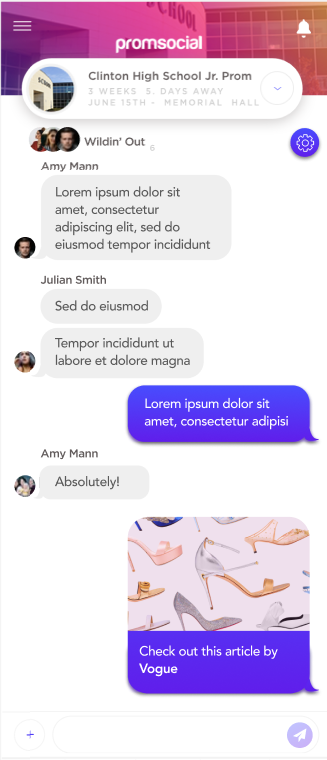 SCHOOL
promsocial
SCHOOL
Clinton High School Jr. Prom
3 WEEKS 5. DAYS AWAY
JUNE 15TH - MEMORIAL HALL
Wildin' Out 6
Amy Mann
Lorem ipsum dolor sit
amet, consectetur
adipiscing elit, sed do
eiusmod tempor incididunt
Julian Smith
Sed do eiusmod
Tempor incididunt ut
labore et dolore magna
Lorem ipsum dolor sit
amet, consectetur adipisi
Amy Mann
Absolutely!
Check out this article by
Vogue